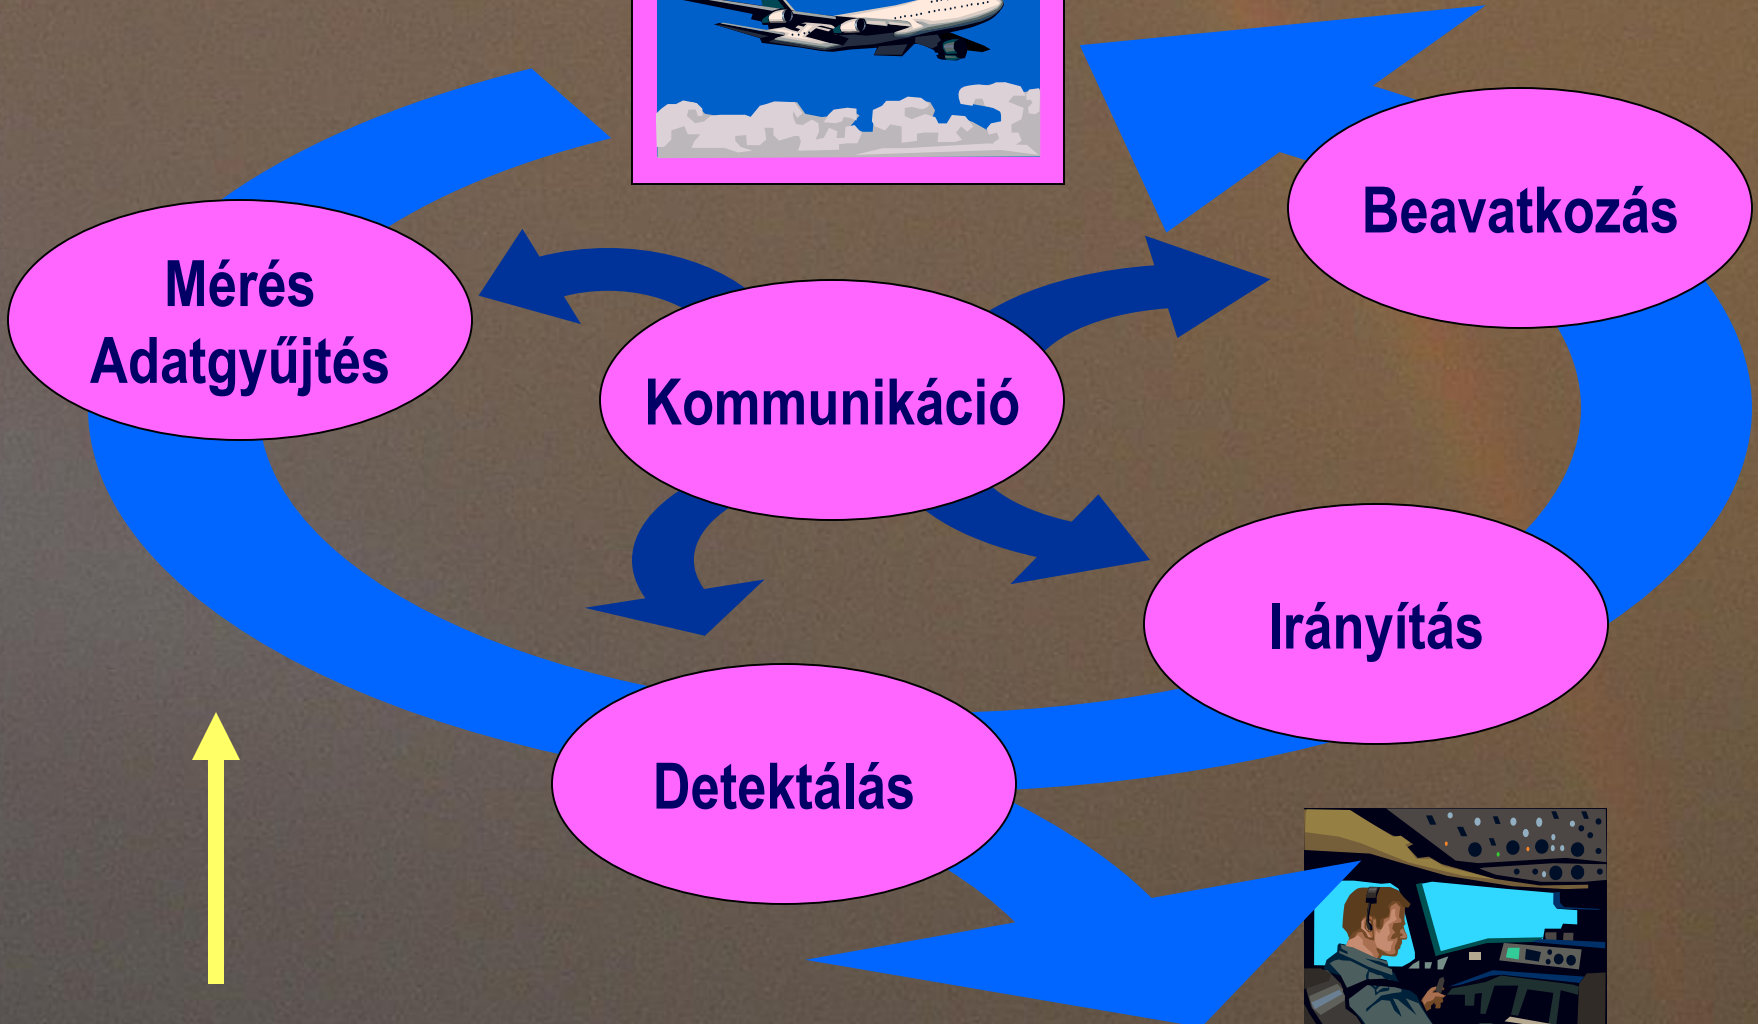 Beavatkozás
Mérés
Adatgyűjtés
Kommunikáció
Irányítás
Detektálás